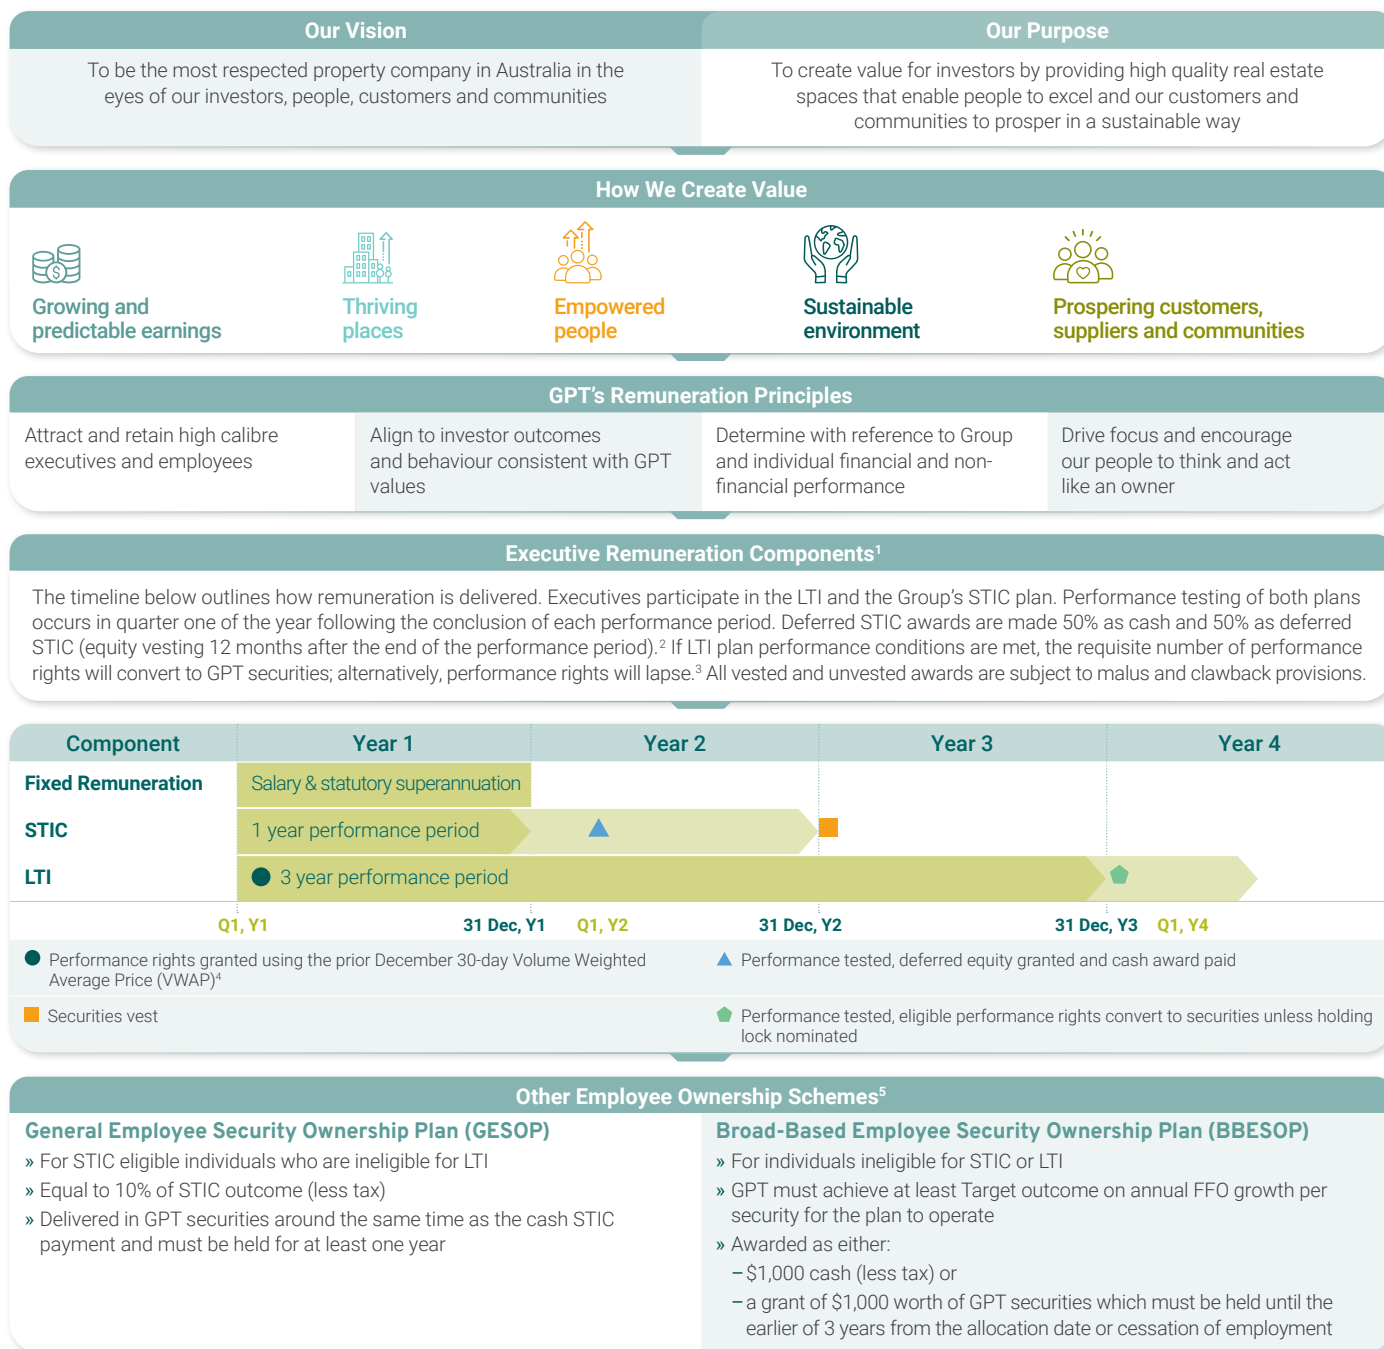 Our Vision
To be the most respected property company in Australia in the
eyes of our investors, people, customers and communities
Our Purpose
To create value for investors by providing high quality real estate
spaces that enable people to excel and our customers and
communities to prosper in a sustainable way
How We Create Value
$
Growing and
predictable earnings
Thriving
places
Empowered
people
Sustainable
environment
Prospering customers,
suppliers and communities
GPT's Remuneration Principles
Attract and retain high calibre
executives and employees
Align to investor outcomes
and behaviour consistent with GPT
values
Determine with reference to Group
and individual financial and non-
financial performance
Drive focus and encourage
our people to think and act
like an owner
Executive Remuneration Components¹
The timeline below outlines how remuneration is delivered. Executives participate in the LTI and the Group's STIC plan. Performance testing of both plans
occurs in quarter one of the year following the conclusion of each performance period. Deferred STIC awards are made 50% as cash and 50% as deferred
STIC (equity vesting 12 months after the end of the performance period).² If LTI plan performance conditions are met, the requisite number of performance
rights will convert to GPT securities; alternatively, performance rights will lapse.³ All vested and unvested awards are subject to malus and clawback provisions.
Component Year 1 Year 2 Year 3 Year 4
Fixed Remuneration Salary & statutory superannuation
STIC 1 year performance period
LTI 3 year performance period
Q1, Y1 31 Dec, Y1 Q1, Y2 31 Dec, Y2 31 Dec, Y3 Q1, Y4
Performance rights granted using the prior December 30-day Volume Weighted
Average Price (VWAP)⁴
Performance tested, deferred equity granted and cash award paid
Securities vest
Performance tested, eligible performance rights convert to securities unless holding
lock nominated
Other Employee Ownership Schemes⁵
General Employee Security Ownership Plan (GESOP)
» For STIC eligible individuals who are ineligible for LTI
» Equal to 10% of STIC outcome (less tax)
» Delivered in GPT securities around the same time as the cash STIC
payment and must be held for at least one year
Broad-Based Employee Security Ownership Plan (BBESOP)
» For individuals ineligible for STIC or LTI
» GPT must achieve at least Target outcome on annual FFO growth per
security for the plan to operate
» Awarded as either:
– $1,000 cash (less tax) or
– a grant of $1,000 worth of GPT securities which must be held until the
earlier of 3 years from the allocation date or cessation of employment